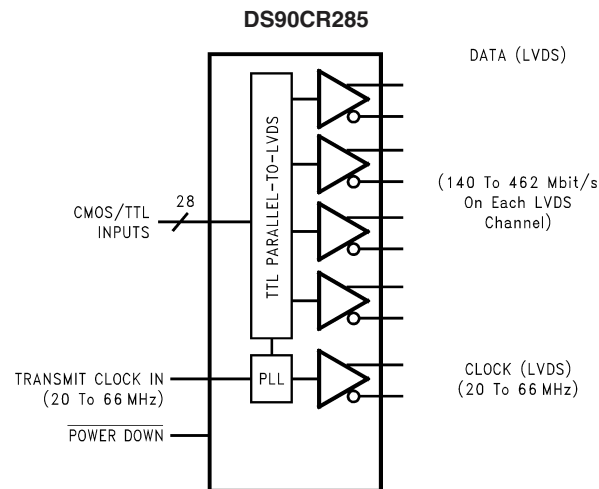 DS90CR285
DATA (LVDS)
TTL PARALLEL-TO-LVDS
(140 To 462 Mbit/s
On Each LVDS
Channel)
28
CMOS/TTL
INPUTS
TRANSMIT CLOCK IN
(20 To 66 MHz)
PLL
CLOCK (LVDS)
(20 To 66 MHz)
POWER DOWN